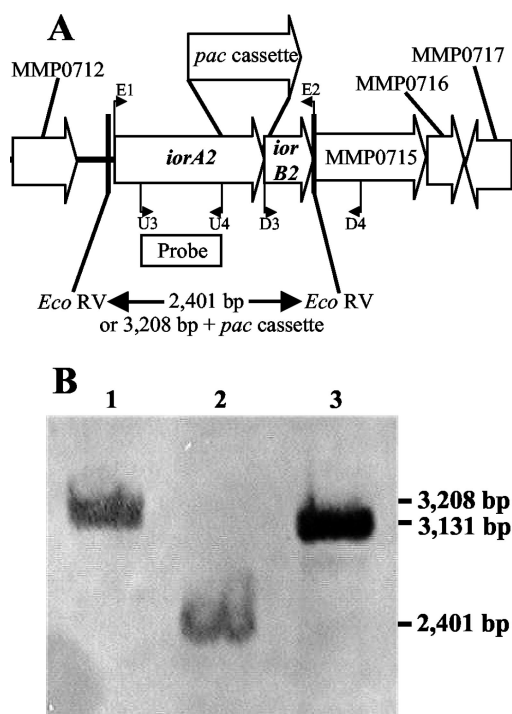 A
pac cassette
MMP0717
MMP0712
MMP0716
E1
E2
iorA2
ior
B2
MMP0715
U3
U4
D3
D4
Probe
Eco RV
2,401 bp
Eco RV
or 3,208 bp + pac cassette
B
1
2
3
3,208 bp
3,131 bp
2,401 bp